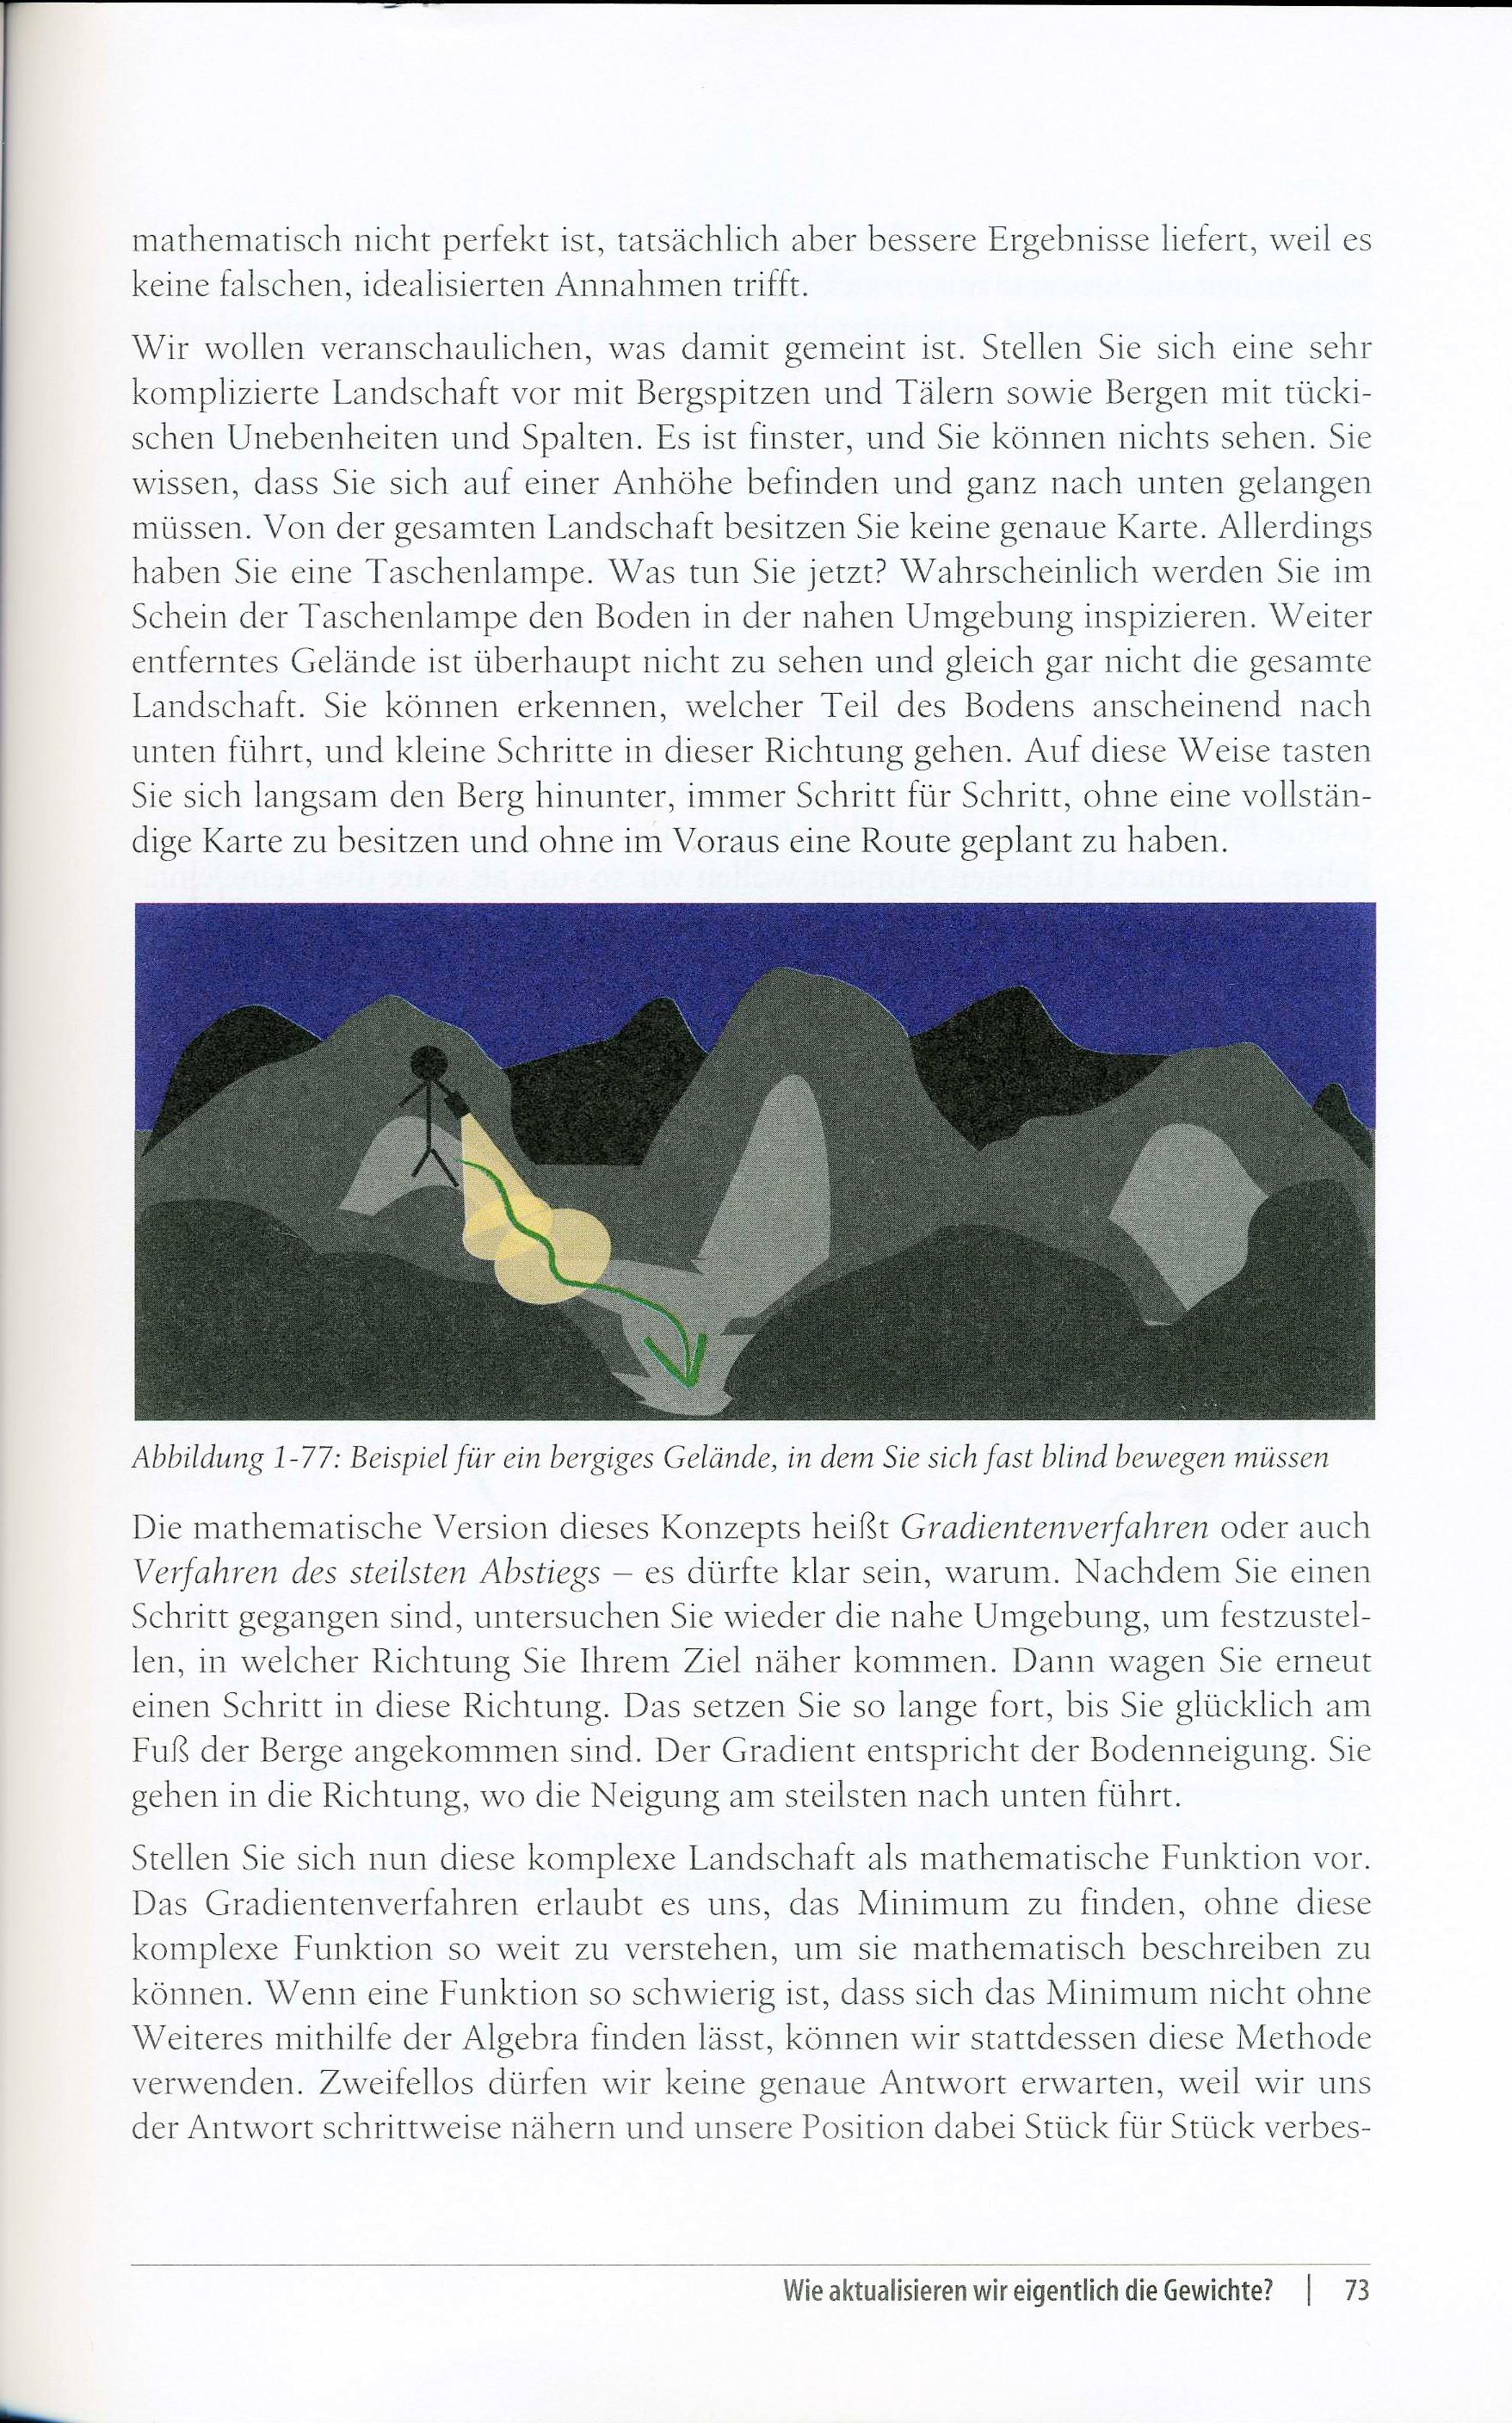 mathematisch nicht perfekt ist, tatsächlich aber bessere Ergebnisse liefert, weil es
keine falschen, idealisierten Annahmen trifft.
Wir wollen veranschaulichen, was damit gemeint ist. Stellen Sie sich eine sehr
komplizierte Landschaft vor mit Bergspitzen und Tälern sowie Bergen mit tücki-
schen Unebenheiten und Spalten. Es ist finster, und Sie können nichts sehen. Sie
wissen, dass Sie sich auf einer Anhöhe befinden und ganz nach unten gelangen
müssen. Von der gesamten Landschaft besitzen Sie keine genaue Karte. Allerdings
haben Sie eine Taschenlampe. Was tun Sie jetzt? Wahrscheinlich werden Sie im
Schein der Taschenlampe den Boden in der nahen Umgebung inspizieren. Weiter
entferntes Gelände ist überhaupt nicht zu sehen und gleich gar nicht die gesamte
Landschaft. Sie können erkennen, welcher Teil des Bodens anscheinend nach
unten führt, und kleine Schritte in dieser Richtung gehen. Auf diese Weise tasten
Sie sich langsam den Berg hinunter, immer Schritt für Schritt, ohne eine vollstän-
dige Karte zu besitzen und ohne im Voraus eine Route geplant zu haben.
Abbildung 1-77: Beispiel für ein bergiges Gelände, in dem Sie sich fast blind bewegen müssen
Die mathematische Version dieses Konzepts heißt Gradientenverfahren oder auch
Verfahren des steilsten Abstiegs – es dürfte klar sein, warum. Nachdem Sie einen
Schritt gegangen sind, untersuchen Sie wieder die nahe Umgebung, um festzustel-
len, in welcher Richtung Sie Ihrem Ziel näher kommen. Dann wagen Sie erneut
einen Schritt in diese Richtung. Das setzen Sie so lange fort, bis Sie glücklich am
Fuß der Berge angekommen sind. Der Gradient entspricht der Bodenneigung. Sie
gehen in die Richtung, wo die Neigung am steilsten nach unten führt.
Stellen Sie sich nun diese komplexe Landschaft als mathematische Funktion vor.
Das Gradientenverfahren erlaubt es uns, das Minimum zu finden, ohne diese
komplexe Funktion so weit zu verstehen, um sie mathematisch beschreiben zu
können. Wenn eine Funktion so schwierig ist, dass sich das Minimum nicht ohne
Weiteres mithilfe der Algebra finden lässt, können wir stattdessen diese Methode
verwenden. Zweifellos dürfen wir keine genaue Antwort erwarten, weil wir uns
der Antwort schrittweise nähern und unsere Position dabei Stück für Stück verbes-
Wie aktualisieren wir eigentlich die Gewichte? | 73